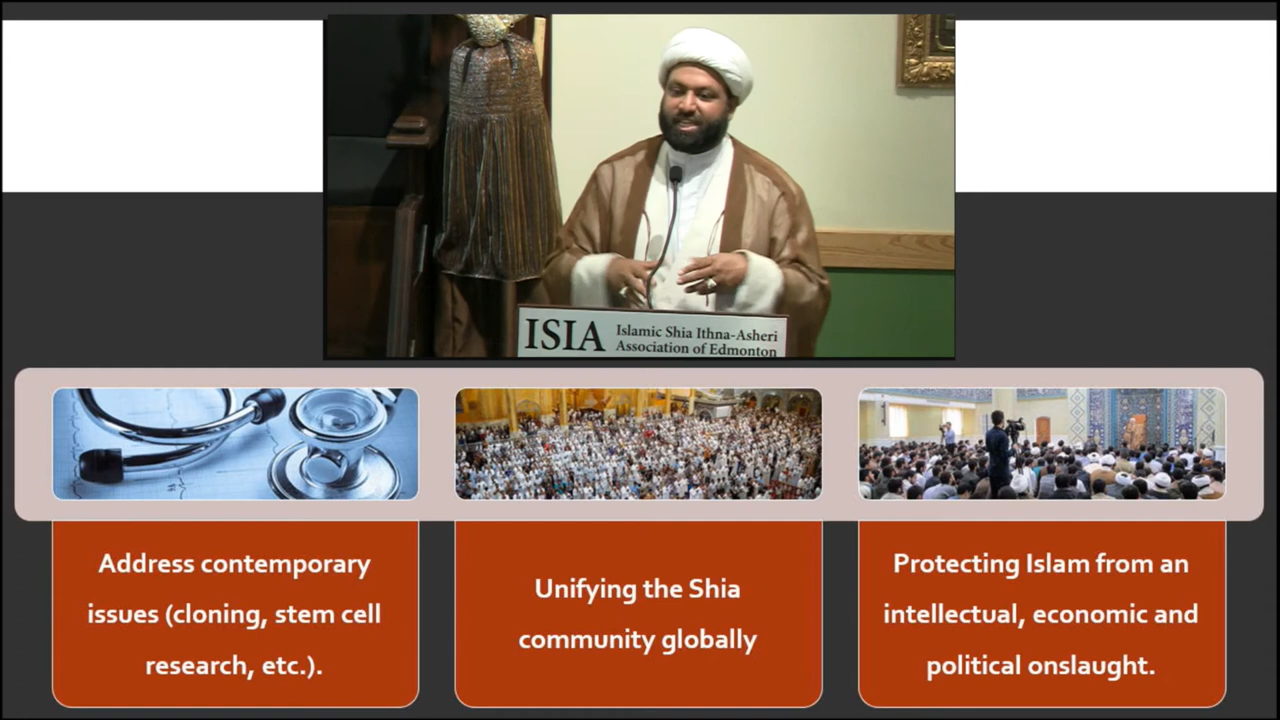 ISIA
Islamic Shia Ithna-Asheri
Association of Edmonton
Address contemporary
issues (cloning, stem cell
research, etc.).
Unifying the Shia
community globally
Protecting Islam from an
intellectual, economic and
political onslaught.